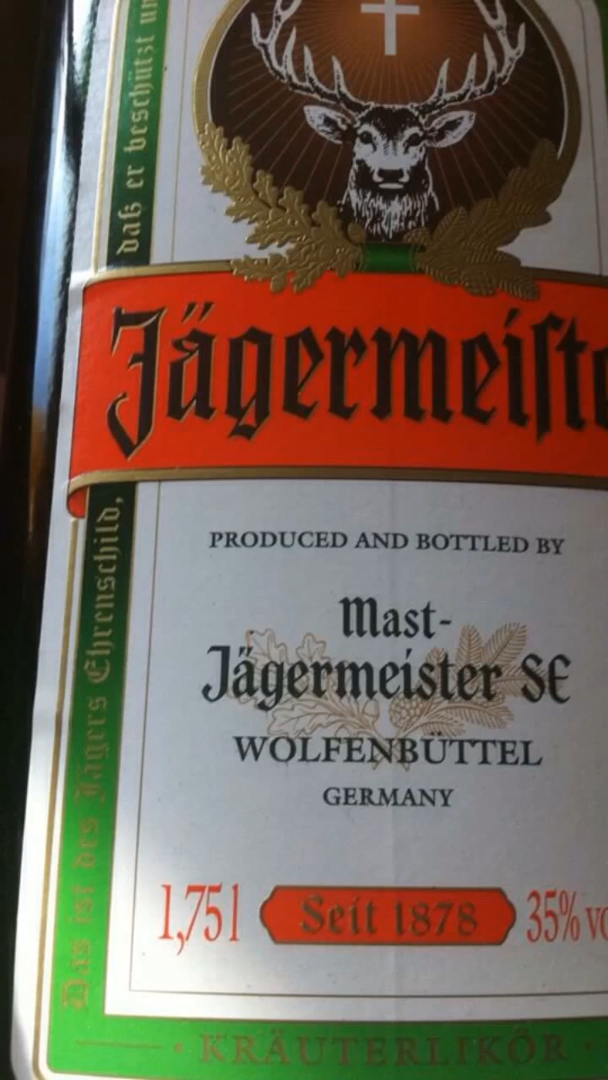 daß er beschützt un
Jägermeiſte
Das ist des Jägers Ehrenschild,
PRODUCED AND BOTTLED BY
Mast-
Jägermeister SE
WOLFENBÜTTEL
GERMANY
1,75 l Seit 1878 35% vo
· KRÄUTERLIKÖR ·